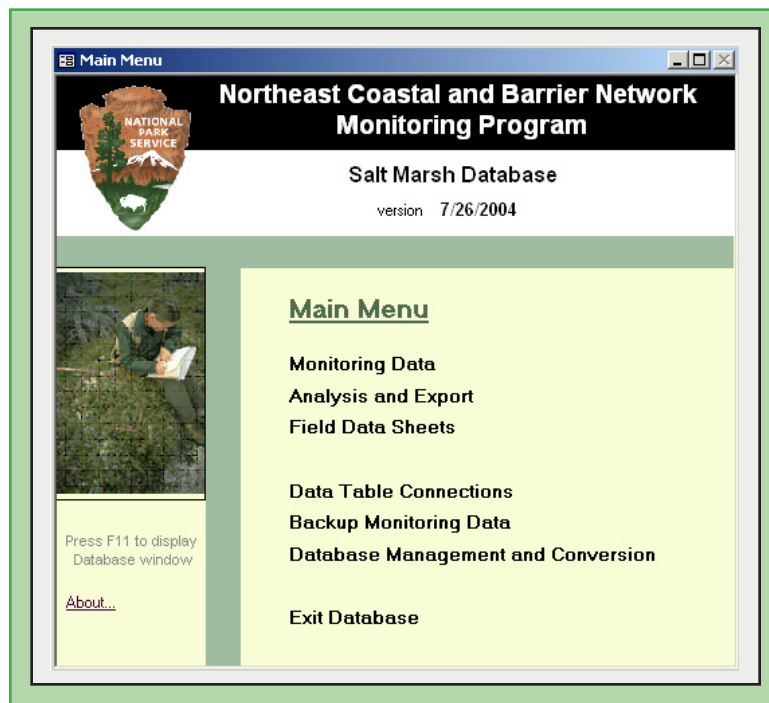 Main Menu
Northeast Coastal and Barrier Network
Monitoring Program
NATIONAL
PARK
SERVICE
Salt Marsh Database
version 7/26/2004
Main Menu
Monitoring Data
Analysis and Export
Field Data Sheets
Data Table Connections
Backup Monitoring Data
Database Management and Conversion
Exit Database
Press F11 to display
Database window
About...